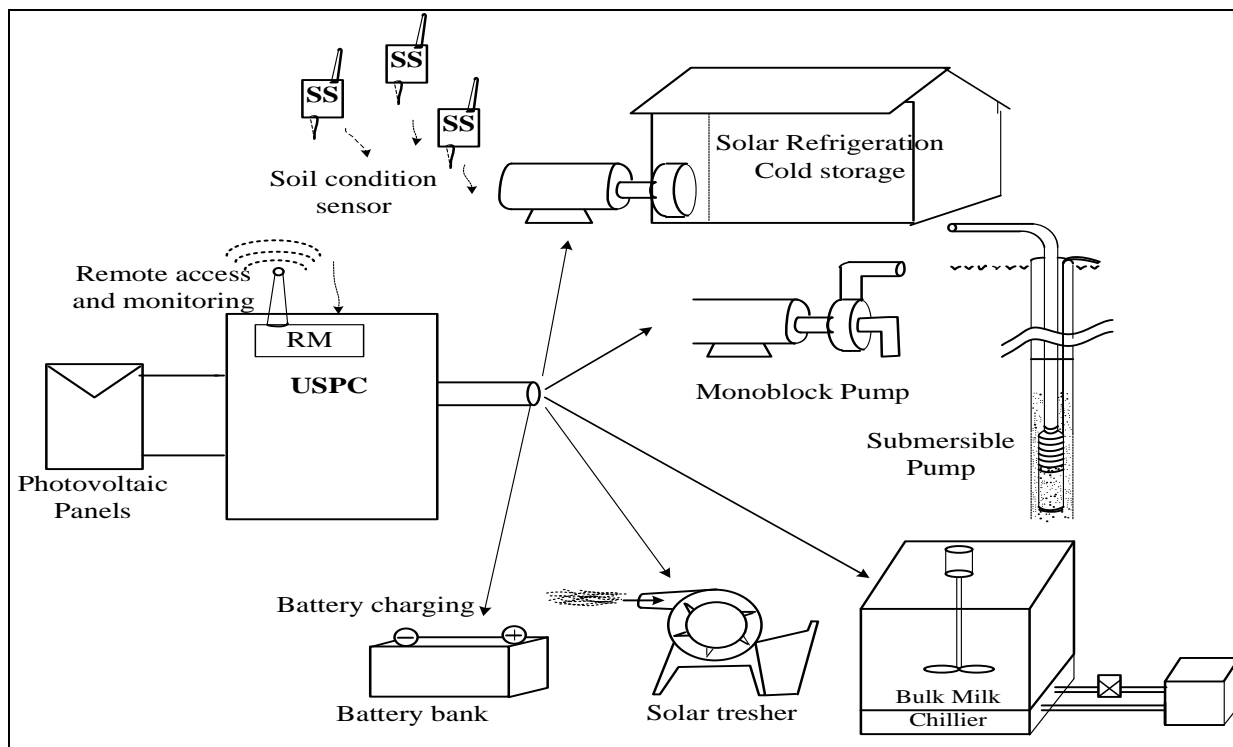 SS
SS
SS
Soil condition
sensor
Solar Refrigeration
Cold storage
Remote access
and monitoring
RM
USPC
Monoblock Pump
Photovoltaic
Panels
Submersible
Pump
Battery charging
Battery bank
Solar tresher
Bulk Milk
Chillier